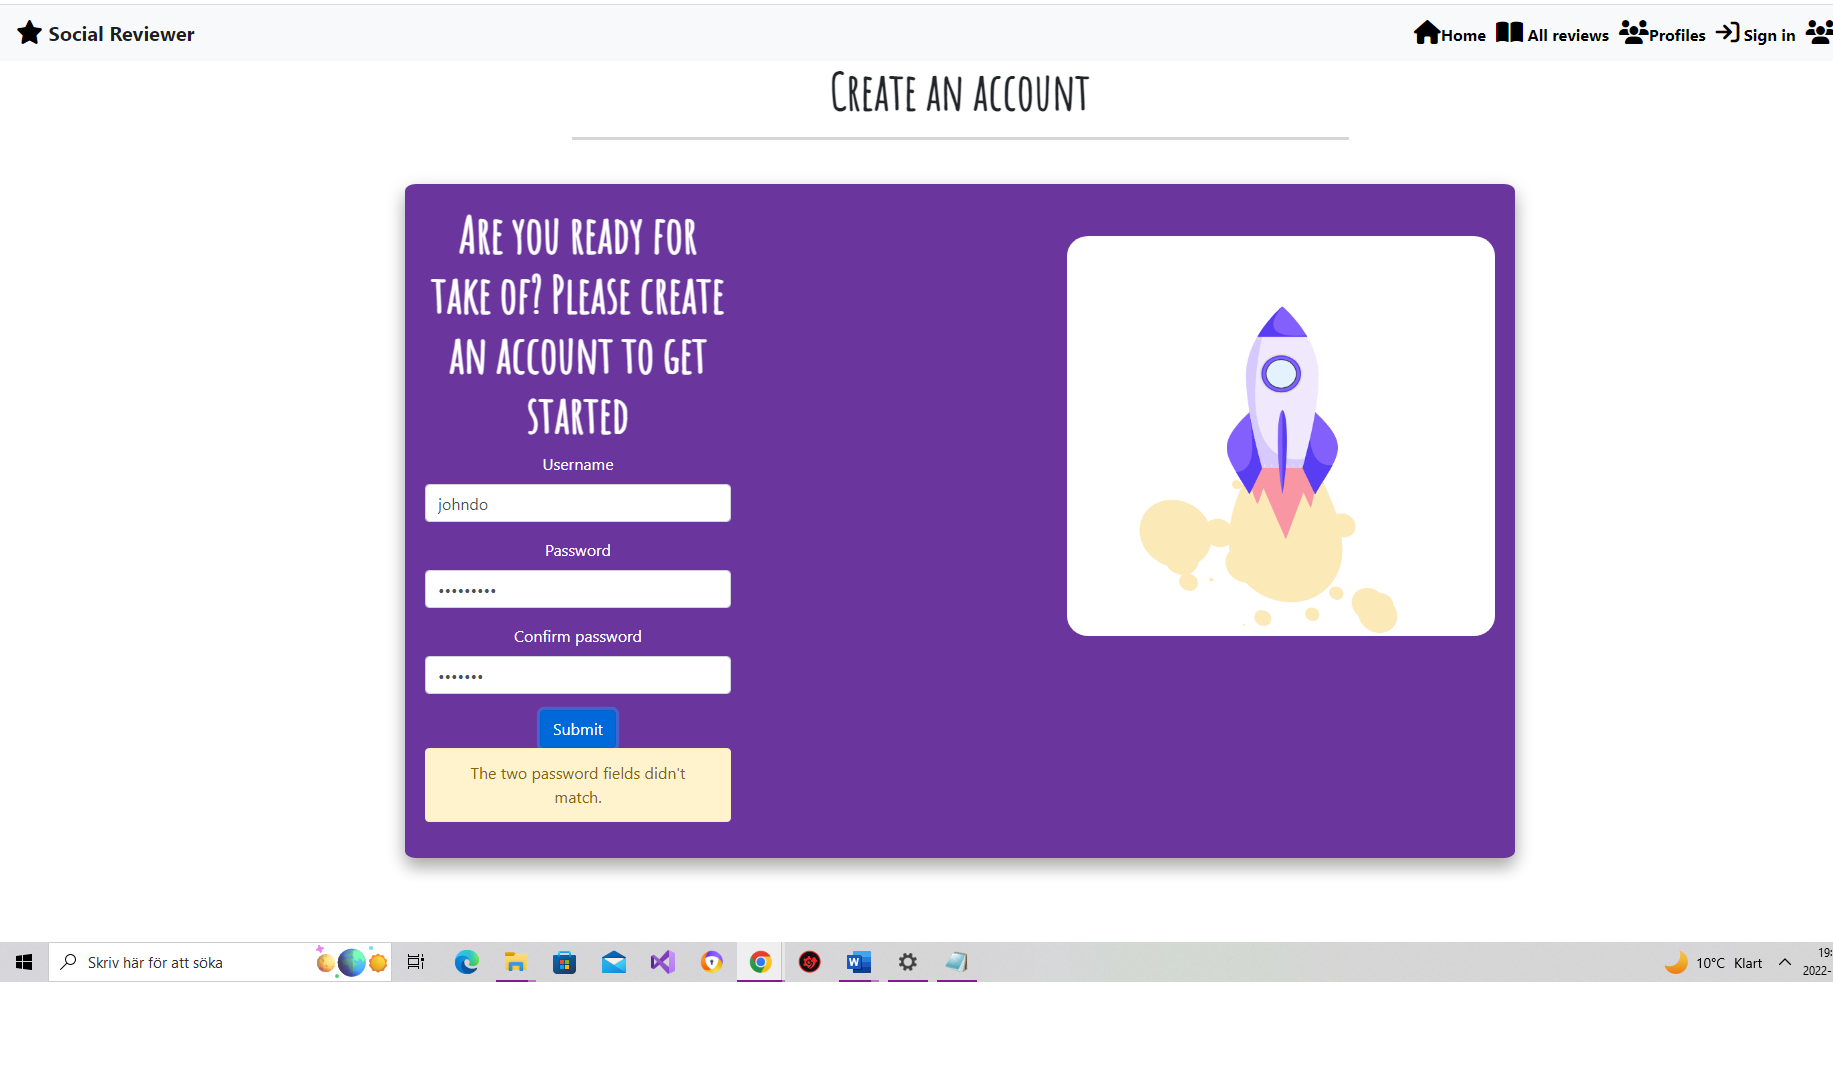 Social Reviewer
Home All reviews Profiles Sign in
Create an account
Are you ready for
take of? Please create
an account to get
started
Username
johndo
Password
•••••••••
Confirm password
•••••••
Submit
The two password fields didn't
match.
Skriv här för att söka
10°C Klart
19:
2022-